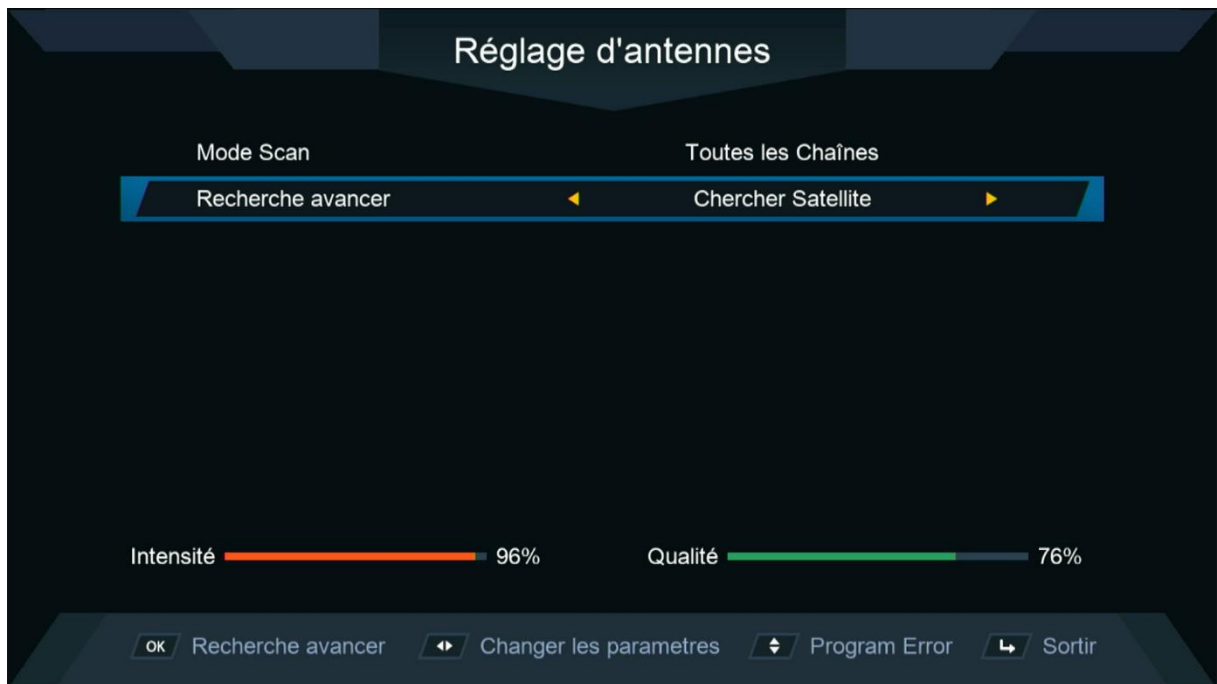 Réglage d'antennes
Mode Scan Toutes les Chaînes
Recherche avancer Chercher Satellite
Intensité 96% Qualité 76%
OK Recherche avancer Changer les parametres Program Error Sortir